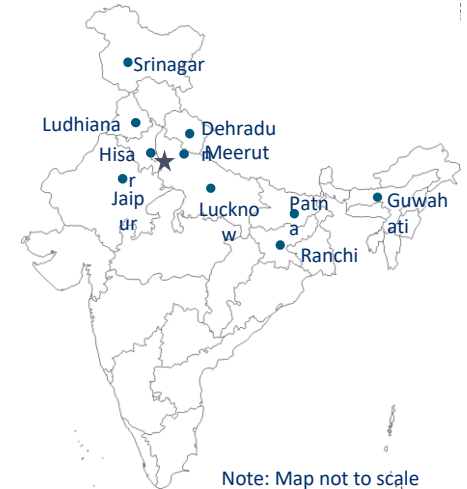 Srinagar
Ludhiana
Dehradu
n
Meerut
Hisa
r
Jaip
ur
Luckno
w
Patn
a
Guwah
ati
Ranchi
Note: Map not to scale